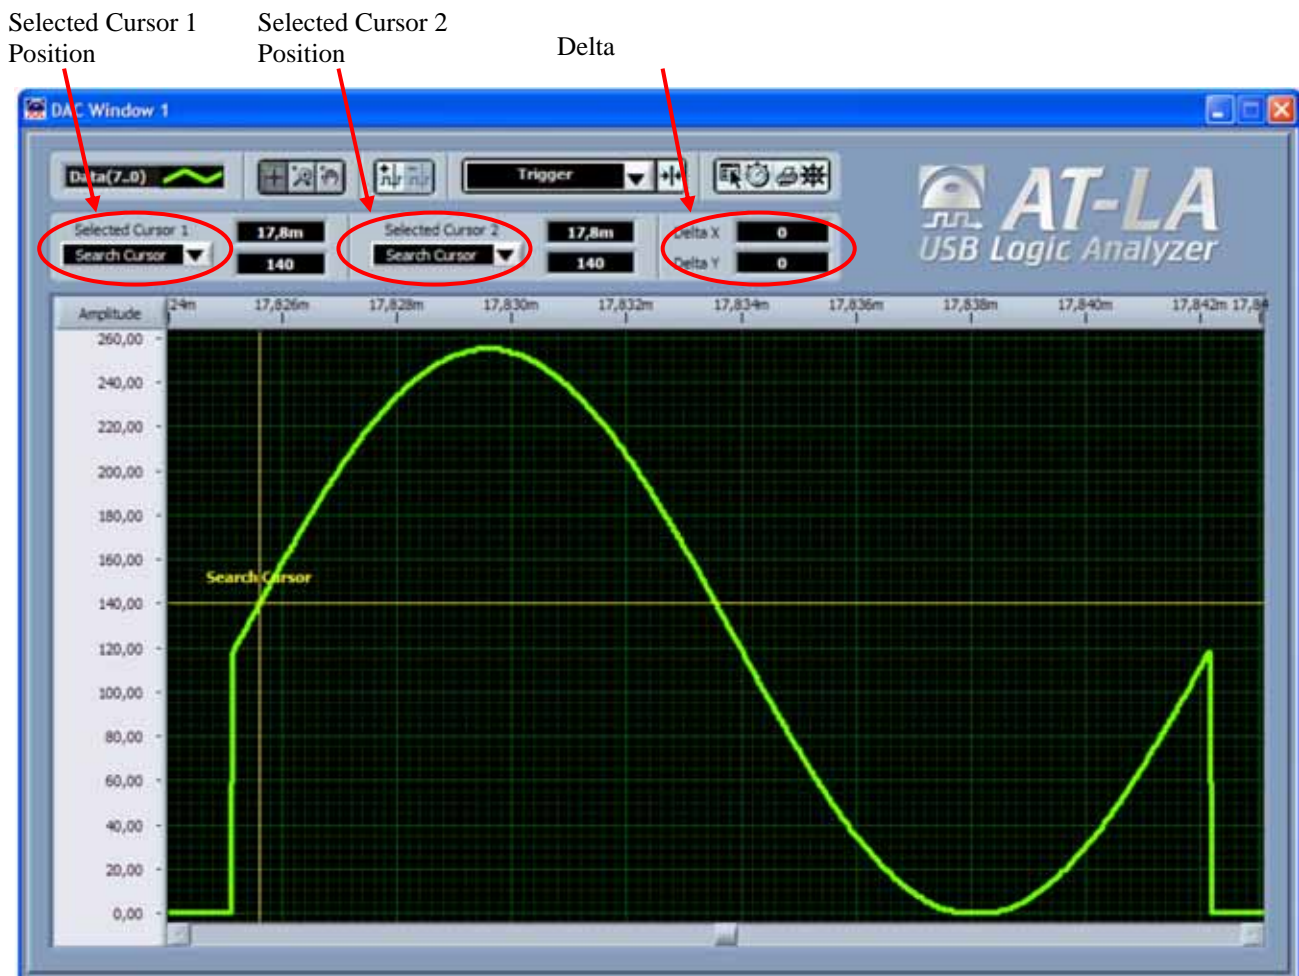 Selected Cursor 1
Position
Selected Cursor 2
Position
Delta
DAC Window 1
Data(7..0)
Trigger
AT-LA
USB Logic Analyzer
Selected Cursor 1
Search Cursor
17,8m
140
Selected Cursor 2
Search Cursor
17,8m
140
Delta X
0
Delta Y
0
Amplitude
24m 17,826m 17,828m 17,830m 17,832m 17,834m 17,836m 17,838m 17,840m 17,842m 17,84
260,00
240,00
220,00
200,00
180,00
160,00
Search Cursor
140,00
120,00
100,00
80,00
60,00
40,00
20,00
0,00